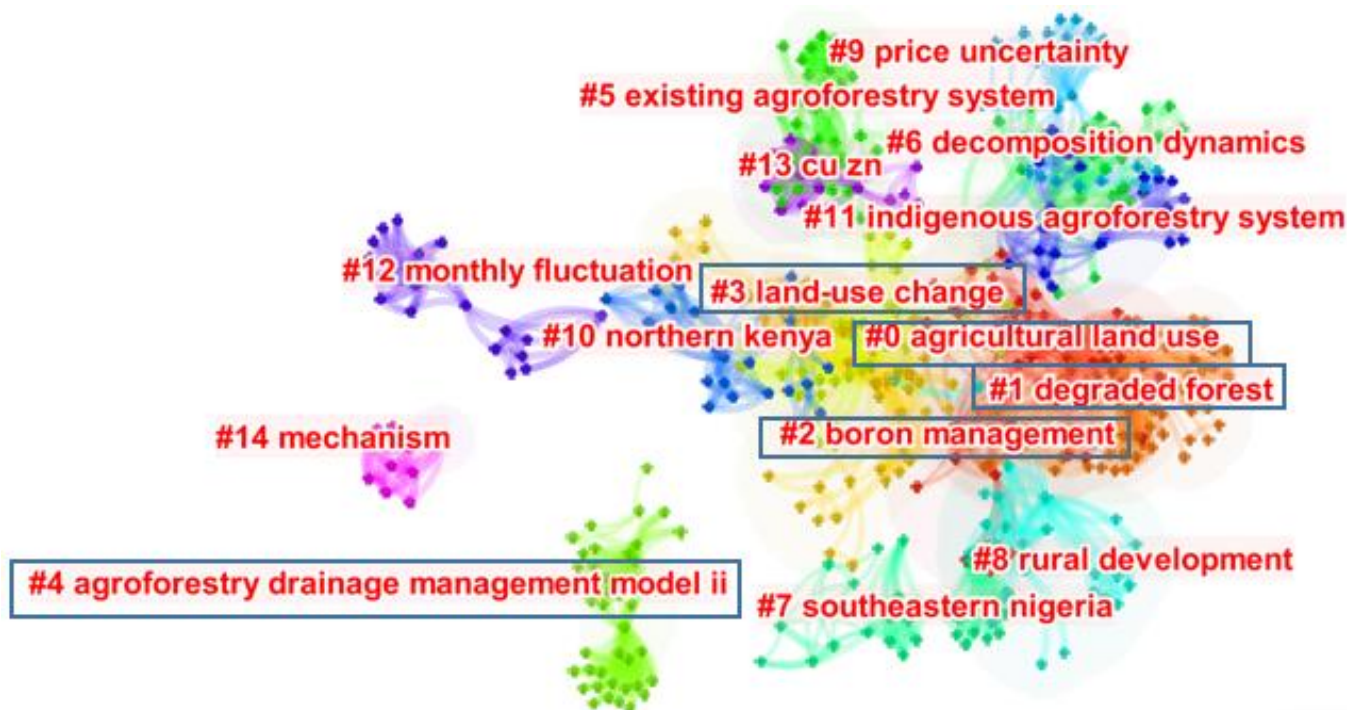 #9 price uncertainty
#5 existing agroforestry system
#6 decomposition dynamics
#13 cu zn
#11 indigenous agroforestry system
#12 monthly fluctuation
#3 land-use change
#10 northern kenya
#0 agricultural land use
#1 degraded forest
#2 boron management
#14 mechanism
#8 rural development
#4 agroforestry drainage management model ii
#7 southeastern nigeria